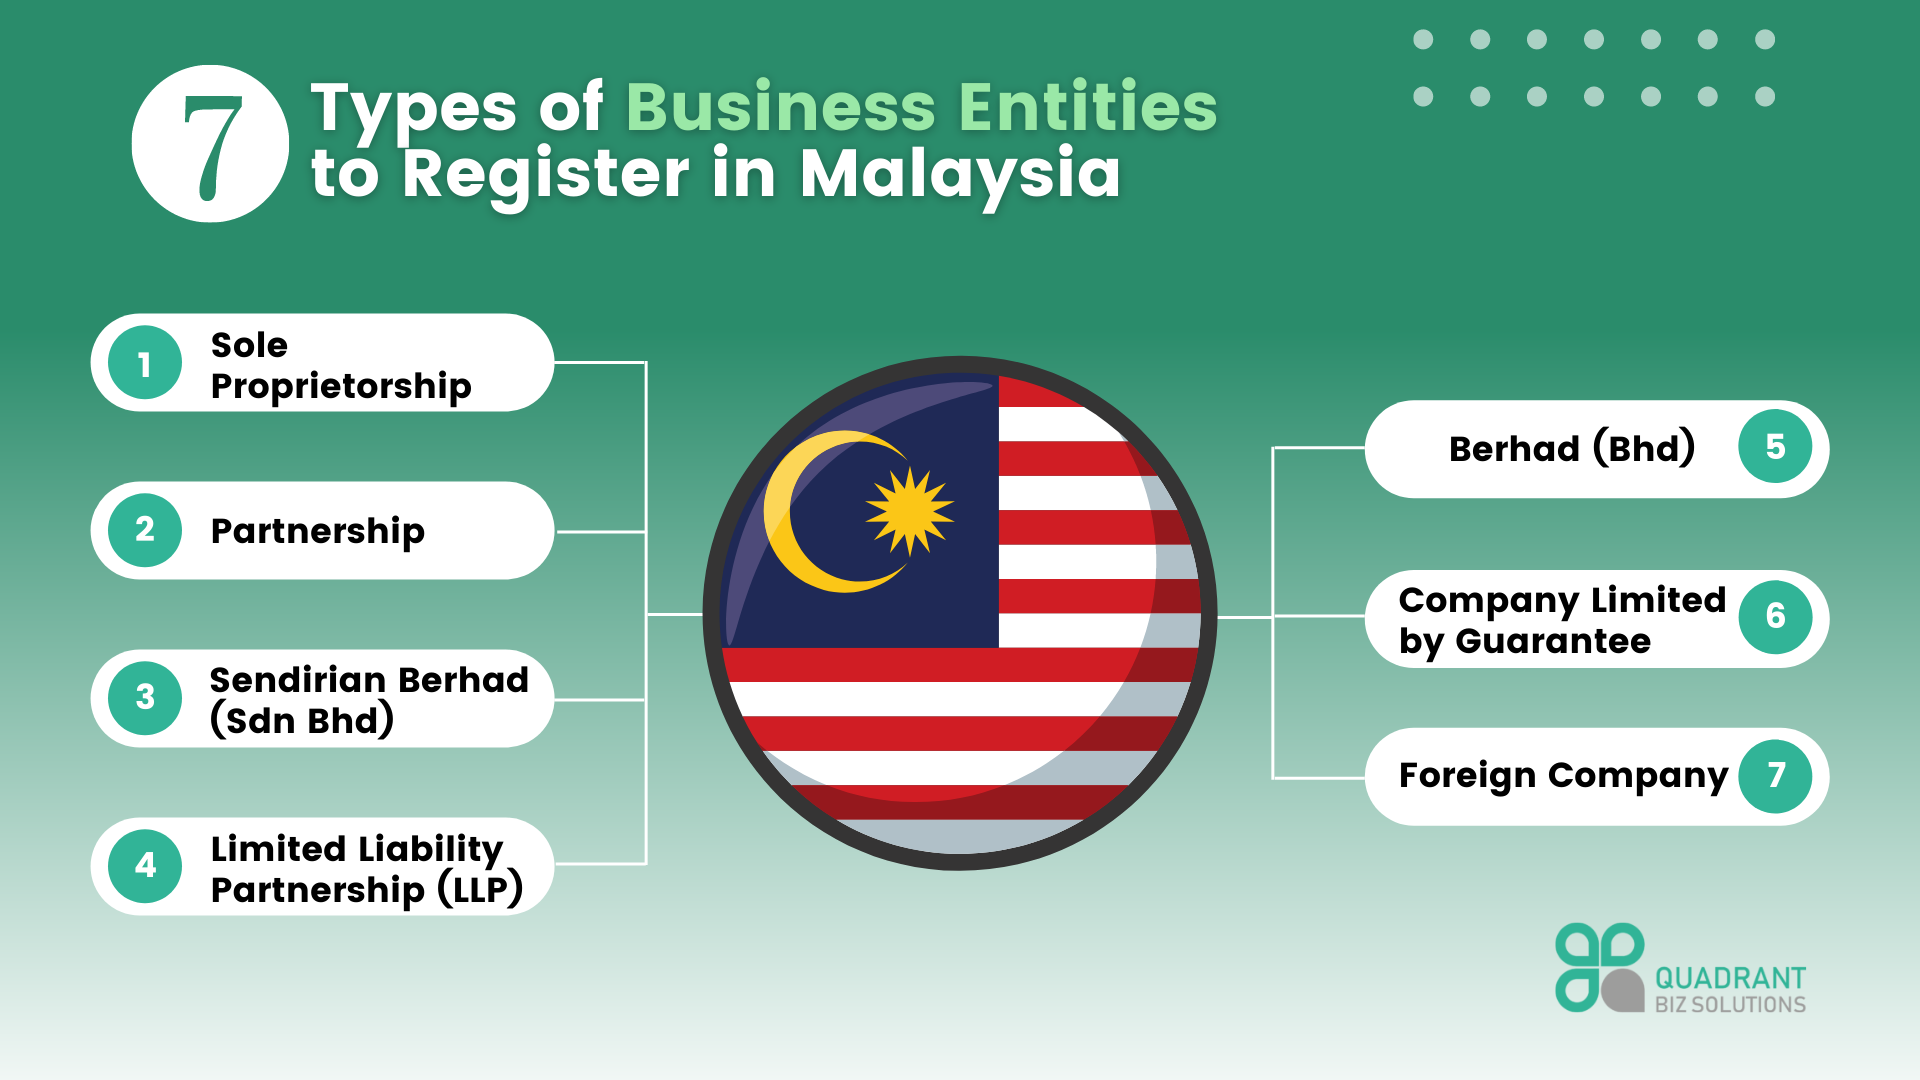 7
Types of Business Entities
to Register in Malaysia
1
Sole
Proprietorship
2
Partnership
3
Sendirian Berhad
(Sdn Bhd)
4
Limited Liability
Partnership (LLP)
Berhad (Bhd)
5
Company Limited
by Guarantee
6
Foreign Company
7
QUADRANT
BIZ SOLUTIONS